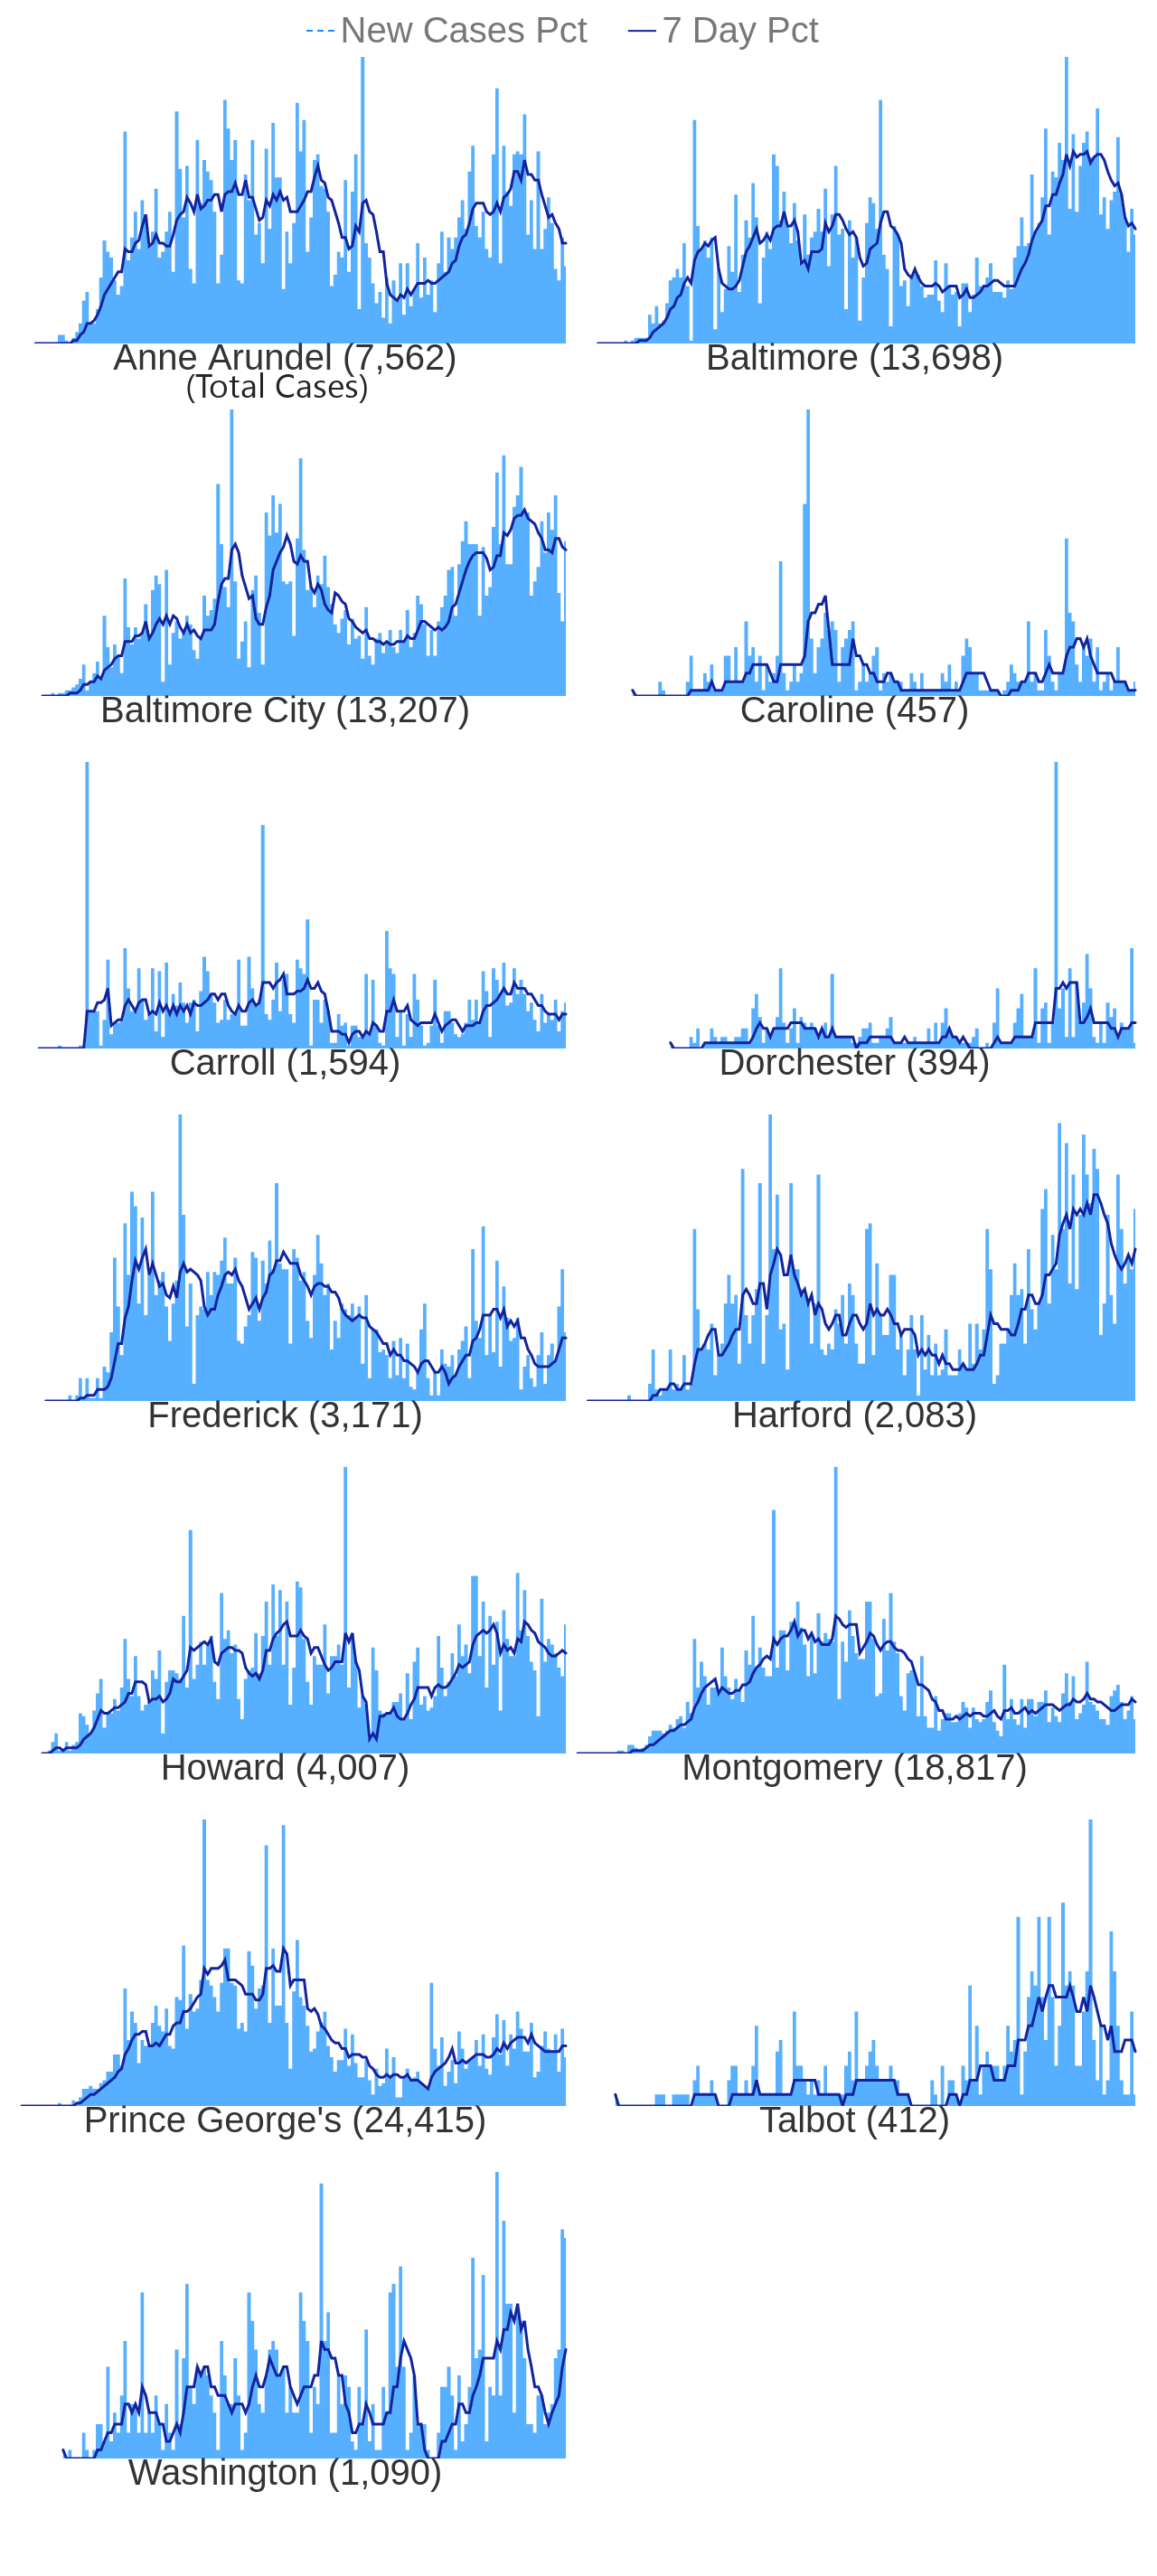 New Cases Pct 7 Day Pct
Anne Arundel (7,562) Baltimore (13,698)
(Total Cases)
Baltimore City (13,207) Caroline (457)
Carroll (1,594) Dorchester (394)
Frederick (3,171) Harford (2,083)
Howard (4,007) Montgomery (18,817)
Prince George's (24,415) Talbot (412)
Washington (1,090)